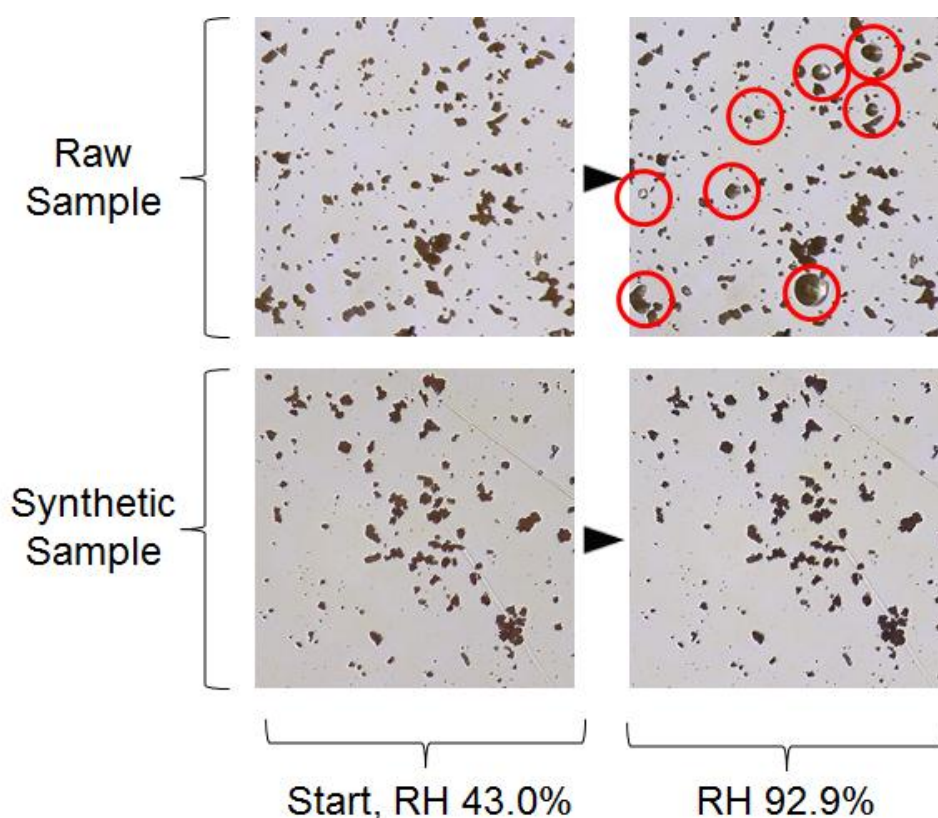 Raw
Sample
Synthetic
Sample
Start, RH 43.0%
RH 92.9%